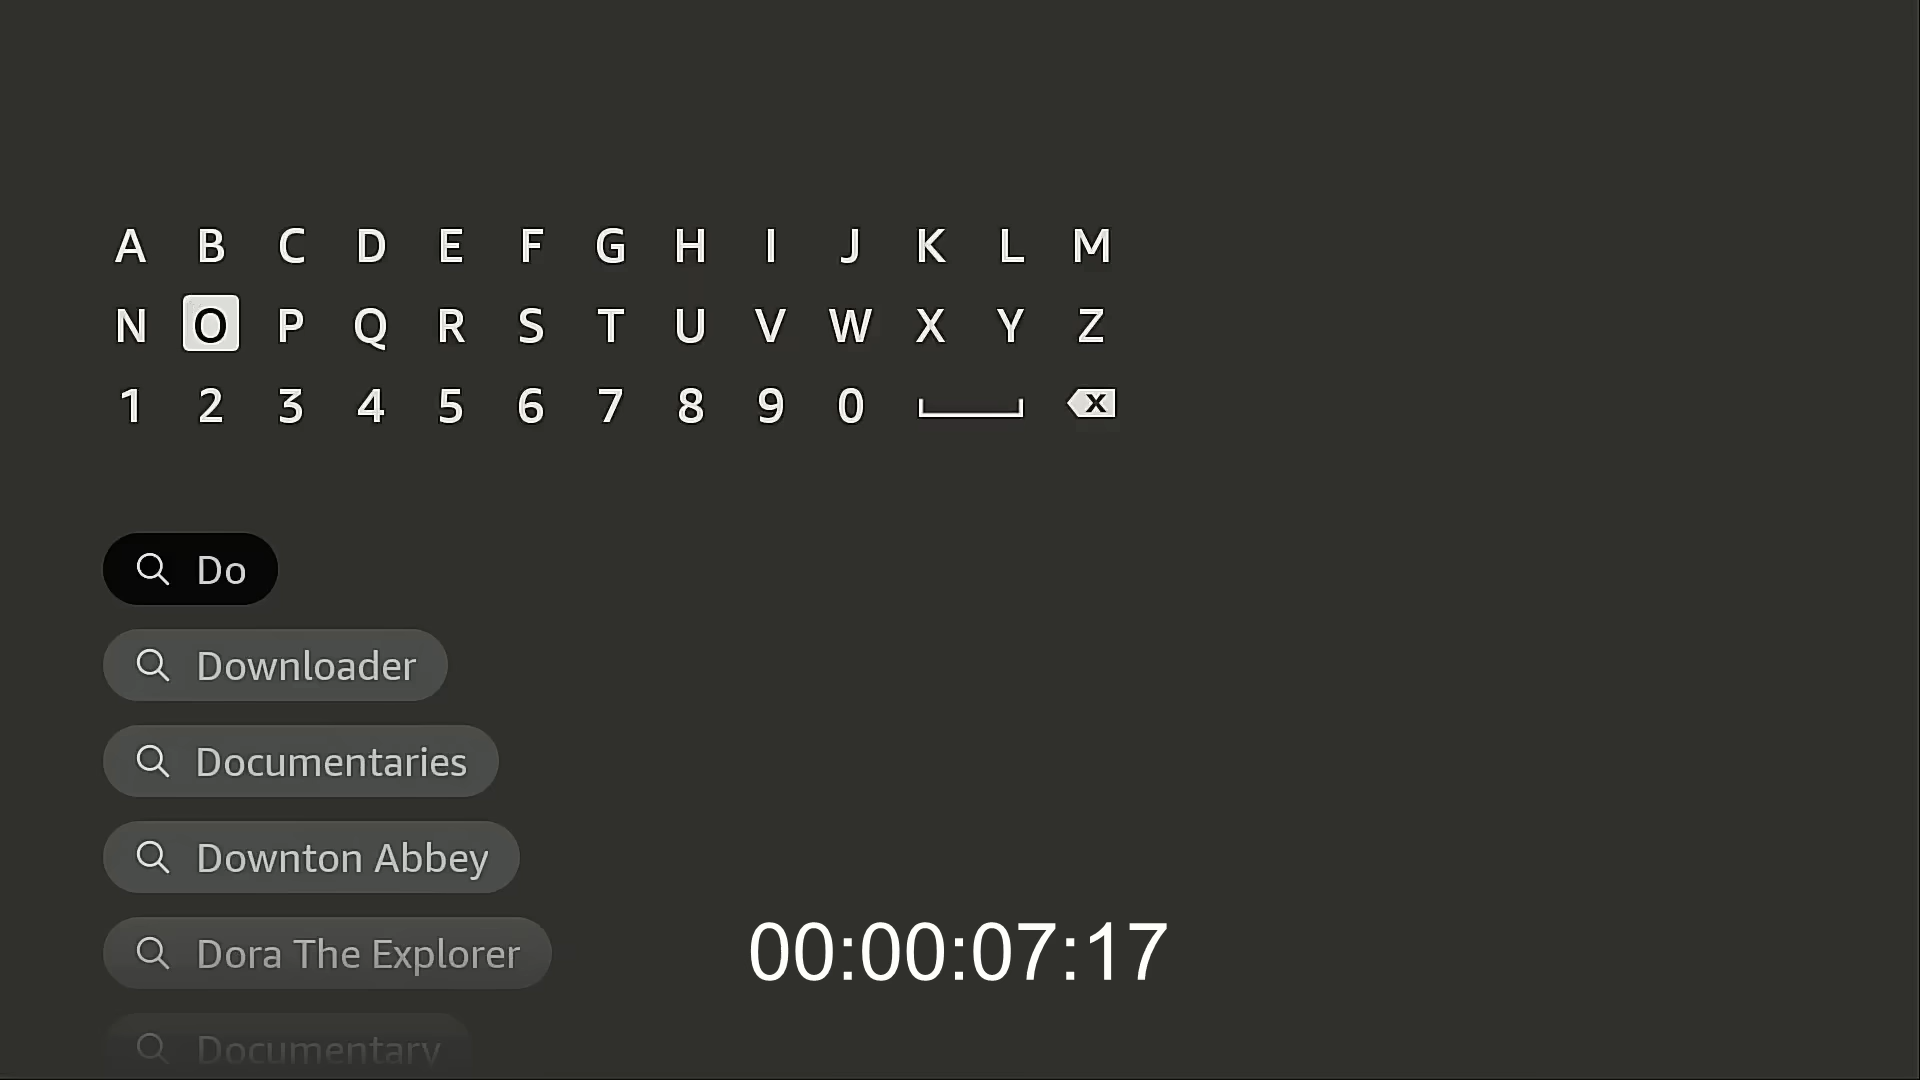 A B C D E F G H I J K L M
N O P Q R S T U V W X Y Z
1 2 3 4 5 6 7 8 9 0
Do
Downloader
Documentaries
Downton Abbey
Dora The Explorer
00:00:07:17
Documentary